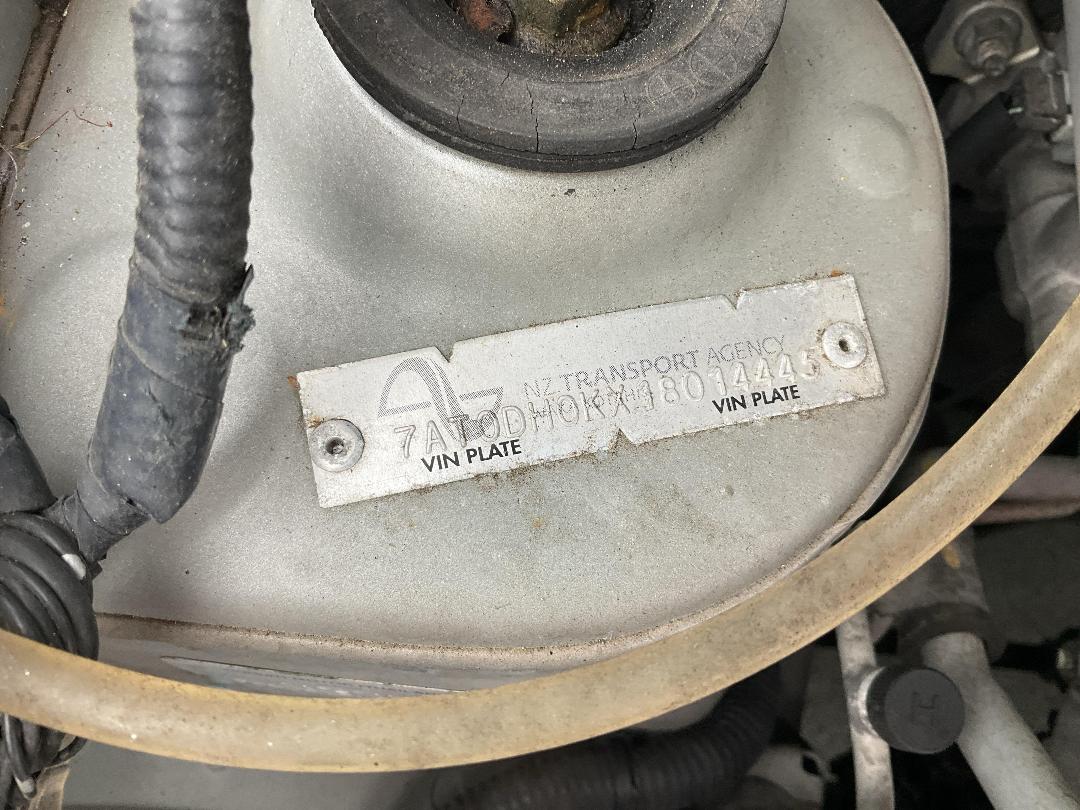 NZ TRANSPORT AGENCY
7AT0DH0KX18014445
VIN PLATE VIN PLATE
H